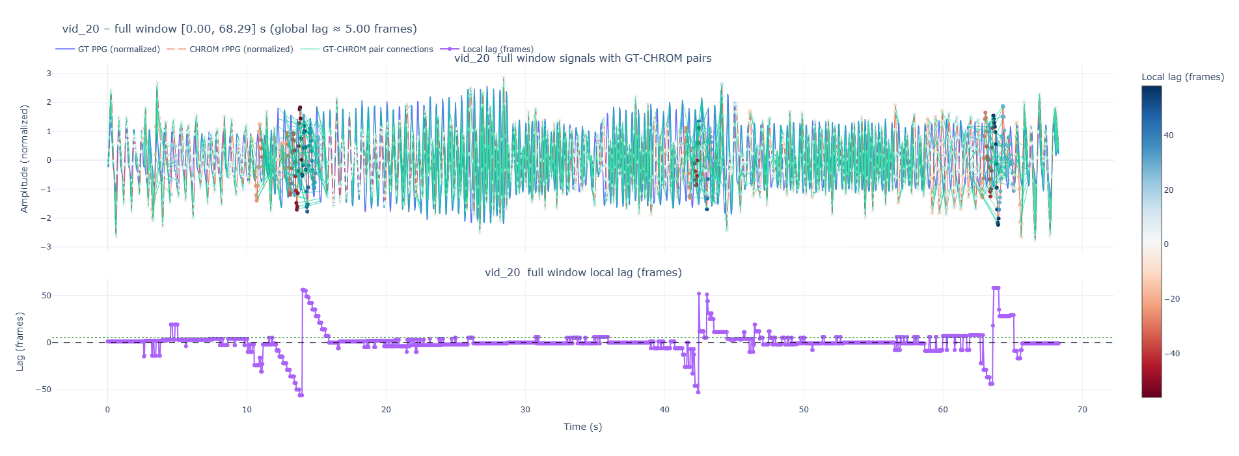 vid_20 – full window [0.00, 68.29] s (global lag ≈ 5.00 frames)
GT PPG (normalized) CHROM rPPG (normalized) GT-CHROM pair connections Local lag (frames)
vid_20 full window signals with GT-CHROM pairs
Local lag (frames)
Amplitude (normalized)
3
2
1
0
−1
−2
−3
40
20
0
−20
−40
vid_20 full window local lag (frames)
Lag (frames)
50
0
−50
0 10 20 30 40 50 60 70
Time (s)